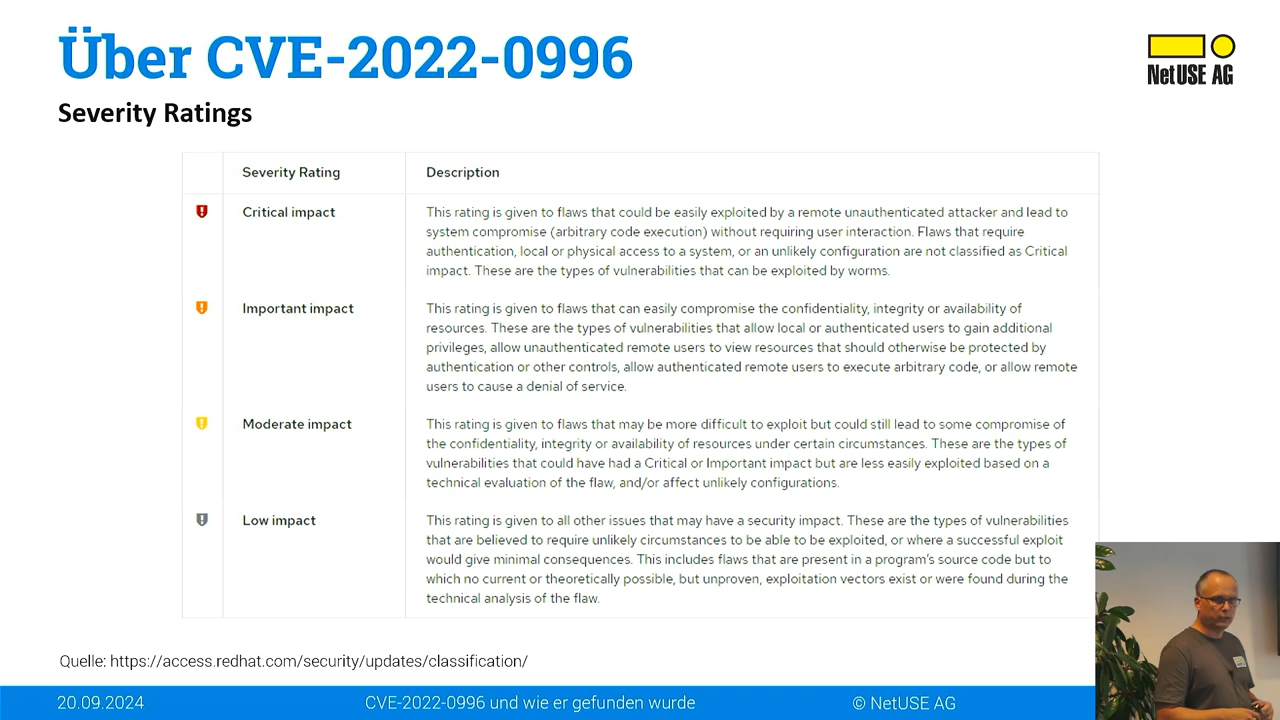 Über CVE-2022-0996
NetUSE AG
Severity Ratings
Severity Rating
Description
Critical impact
This rating is given to flaws that could be easily exploited by a remote unauthenticated attacker and lead to
system compromise (arbitrary code execution) without requiring user interaction. Flaws that require
authentication, local or physical access to a system, or an unlikely configuration are not classified as Critical
impact. These are the types of vulnerabilities that can be exploited by worms.
Important impact
This rating is given to flaws that can easily compromise the confidentiality, integrity or availability of
resources. These are the types of vulnerabilities that allow local or authenticated users to gain additional
privileges, allow unauthenticated remote users to view resources that should otherwise be protected by
authentication or other controls, allow authenticated remote users to execute arbitrary code, or allow remote
users to cause a denial of service.
Moderate impact
This rating is given to flaws that may be more difficult to exploit but could still lead to some compromise of
the confidentiality, integrity or availability of resources under certain circumstances. These are the types of
vulnerabilities that could have had a Critical or Important impact but are less easily exploited based on a
technical evaluation of the flaw, and/or affect unlikely configurations.
Low impact
This rating is given to all other issues that may have a security impact. These are the types of vulnerabilities
that are believed to require unlikely circumstances to be able to be exploited, or where a successful exploit
would give minimal consequences. This includes flaws that are present in a program's source code but to
which no current or theoretically possible, but unproven, exploitation vectors exist or were found during the
technical analysis of the flaw.
Quelle: https://access.redhat.com/security/updates/classification/
20.09.2024
CVE-2022-0996 und wie er gefunden wurde
© NetUSE AG